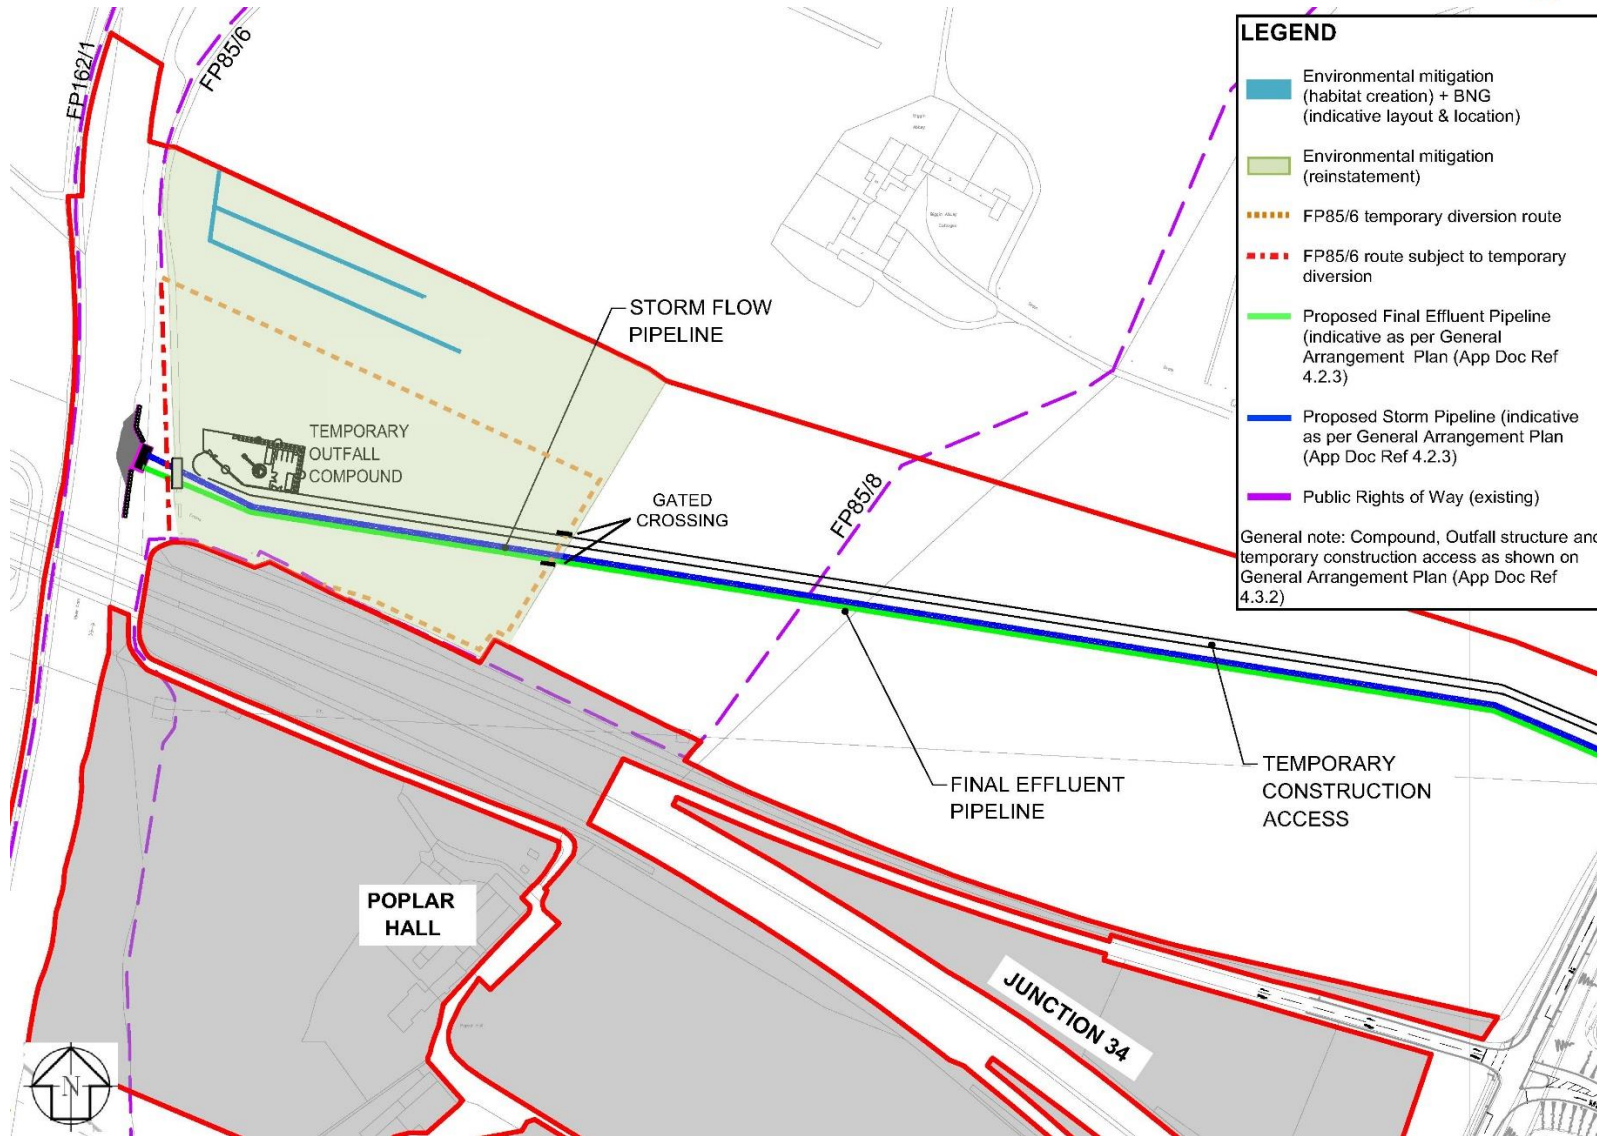 FP162/1
FP85/6
STORM FLOW
PIPELINE
TEMPORARY
OUTFALL
COMPOUND
GATED
CROSSING
FP85/8
FINAL EFFLUENT
PIPELINE
TEMPORARY
CONSTRUCTION
ACCESS
POPLAR
HALL
JUNCTION 34
N
LEGEND
Environmental mitigation
(habitat creation) + BNG
(indicative layout & location)
Environmental mitigation
(reinstatement)
FP85/6 temporary diversion route
FP85/6 route subject to temporary
diversion
Proposed Final Effluent Pipeline
(indicative as per General
Arrangement Plan (App Doc Ref
4.2.3)
Proposed Storm Pipeline (indicative
as per General Arrangement Plan
(App Doc Ref 4.2.3)
Public Rights of Way (existing)
General note: Compound, Outfall structure and
temporary construction access as shown on
General Arrangement Plan (App Doc Ref
4.3.2)